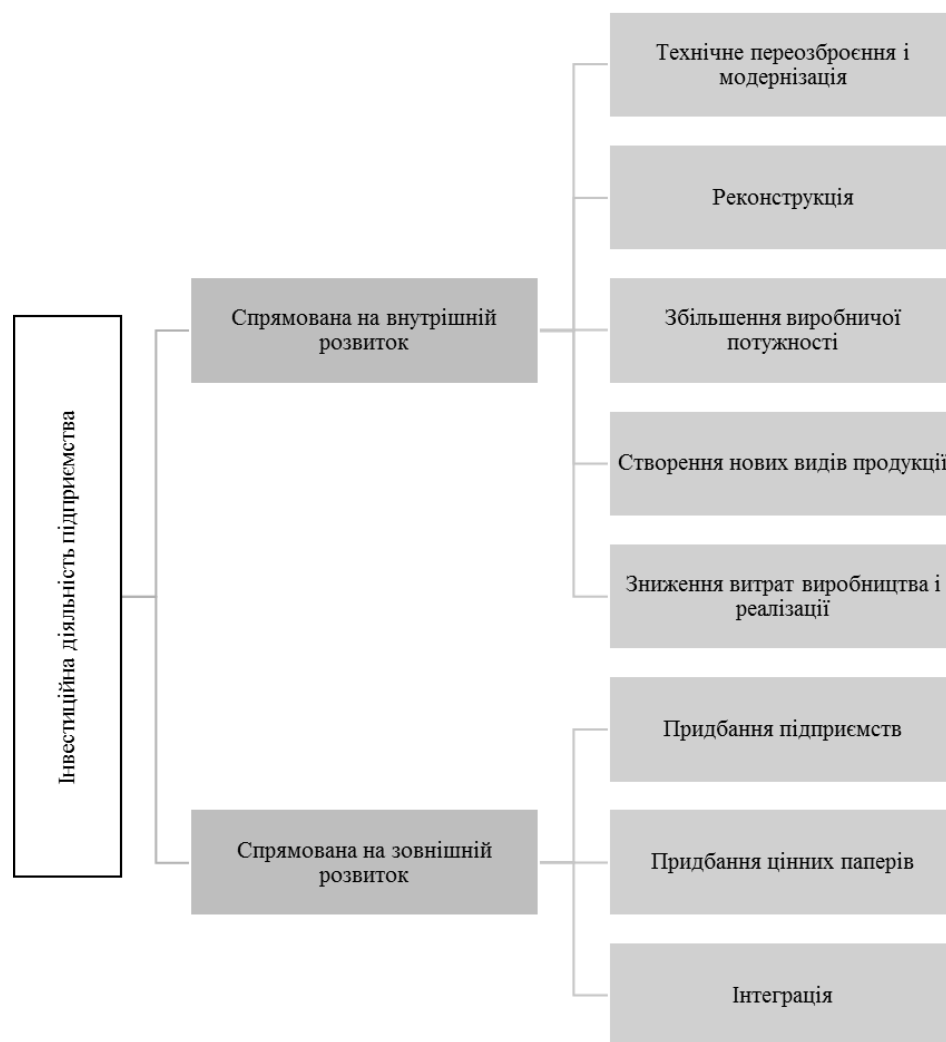 Інвестиційна діяльність підприємства
Спрямована на внутрішній
розвиток
Технічне переозброєння і
модернізація
Реконструкція
Збільшення виробничої
потужності
Створення нових видів продукції
Зниження витрат виробництва і
реалізації
Спрямована на зовнішній
розвиток
Придбання підприємств
Придбання цінних паперів
Інтеграція